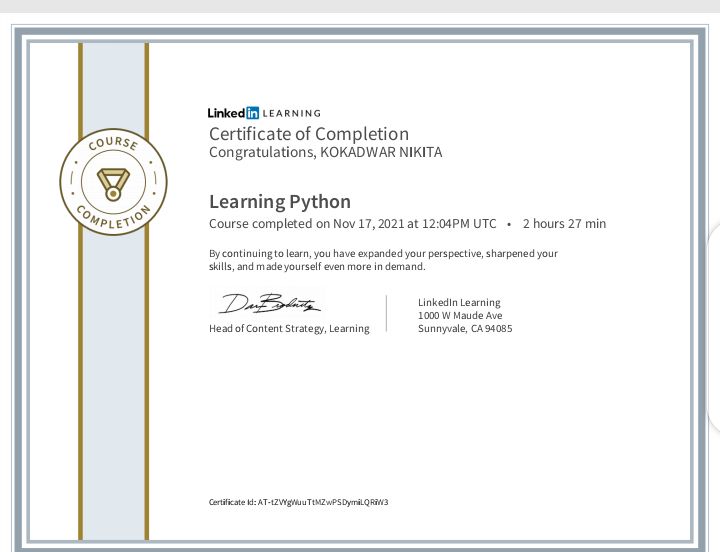 COURSE
COMPLETION
Linked in LEARNING
Certificate of Completion
Congratulations, KOKADWAR NIKITA
Learning Python
Course completed on Nov 17, 2021 at 12:04PM UTC • 2 hours 27 min
By continuing to learn, you have expanded your perspective, sharpened your
skills, and made yourself even more in demand.
Head of Content Strategy, Learning
LinkedIn Learning
1000 W Maude Ave
Sunnyvale, CA 94085
Certificate Id: